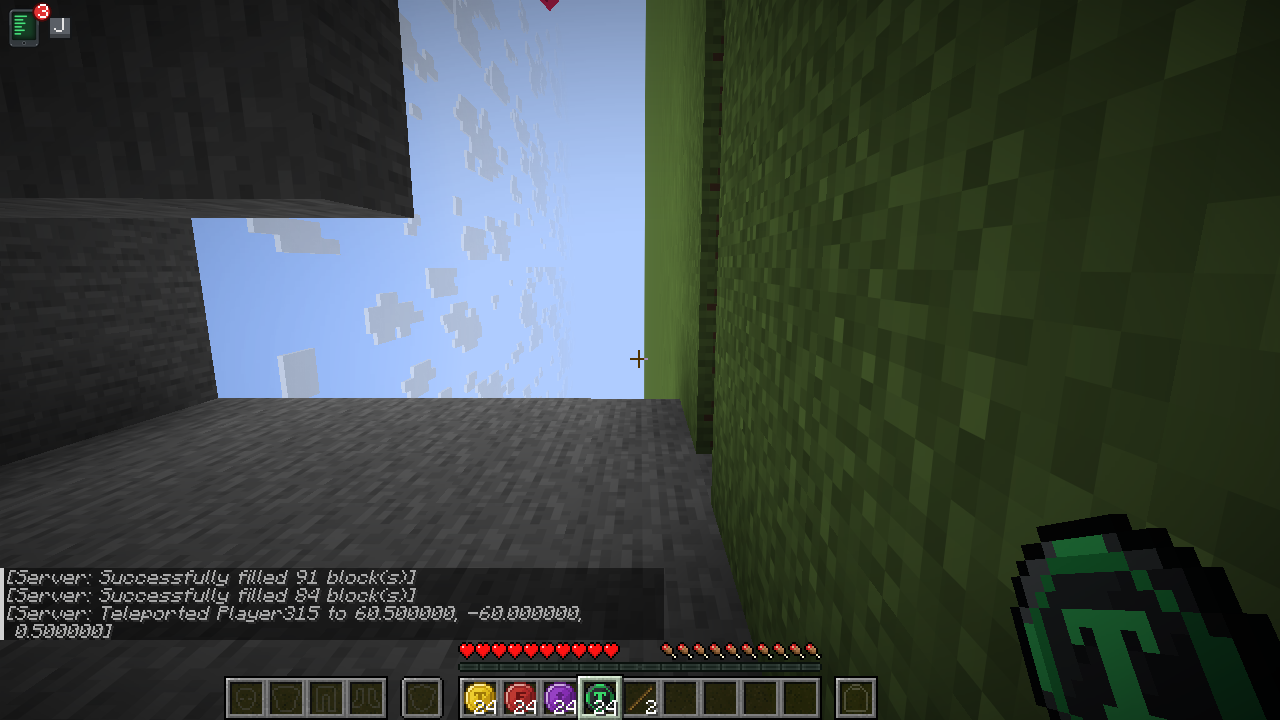 3
J
[Server: Successfully filled 91 block(s)]
[Server: Successfully filled 84 block(s)]
[Server: Teleported Player315 to 60.500000, -60.000000,
0.500000]
24 24 24 24 2
T